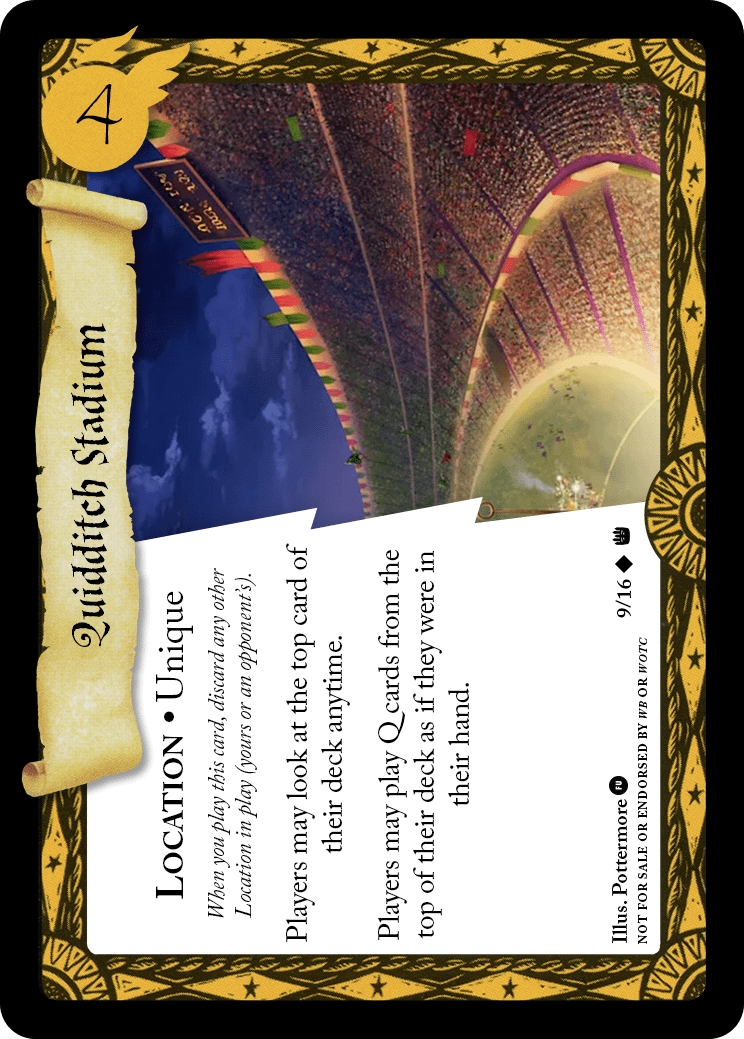 4
Quidditch Stadium
LOCATION • Unique
When you play this card, discard any other
Location in play (yours or an opponent's).
Players may look at the top card of
their deck anytime.
Players may play Q cards from the
top of their deck as if they were in
their hand.
Illus. Pottermore FU
NOT FOR SALE OR ENDORSED BY WB OR WOTC
9/16